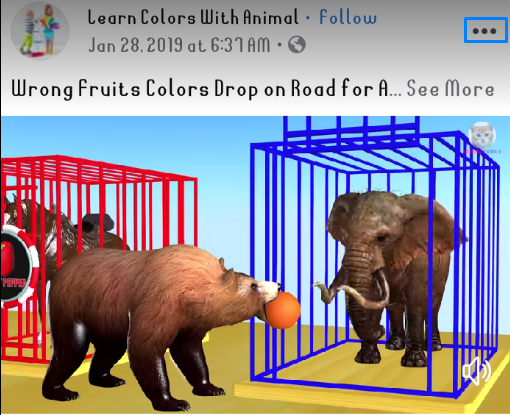 Learn Colors With Animal · Follow
Jan 28, 2019 at 6:37 AM ·
Wrong Fruits Colors Drop on Road for A... See More
PEPPER